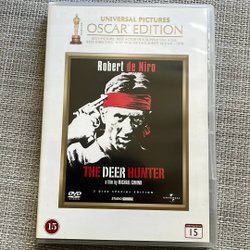 UNIVERSAL PICTURES
OSCAR EDITION
Robert de Niro
THE DEER HUNTER
a film by MICHAEL CIMINO
2 DISC SPECIAL EDITION
DVD
UNIVERSAL
15
15